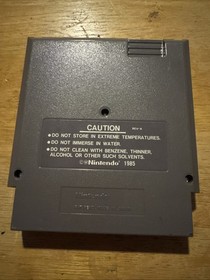 CAUTION
•DO NOT STORE IN EXTREME TEMPERATURES.
•DO NOT IMMERSE IN WATER.
•DO NOT CLEAN WITH BENZENE, THINNER,
ALCOHOL OR OTHER SUCH SOLVENTS.
Nintendo 1985